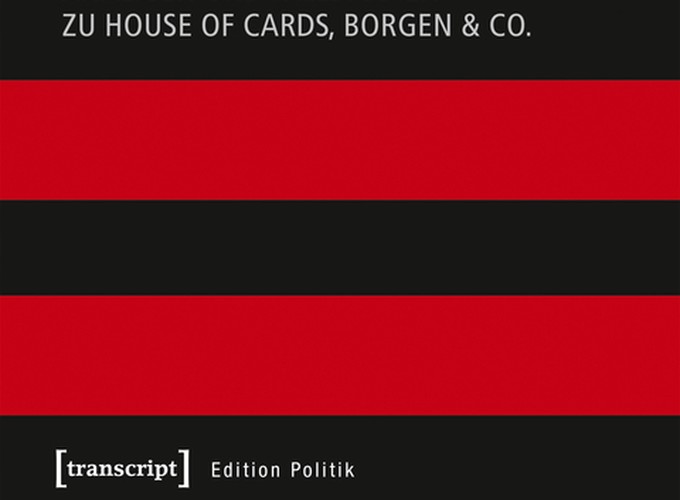 ZU HOUSE OF CARDS, BORGEN & CO.
[transcript] Edition Politik